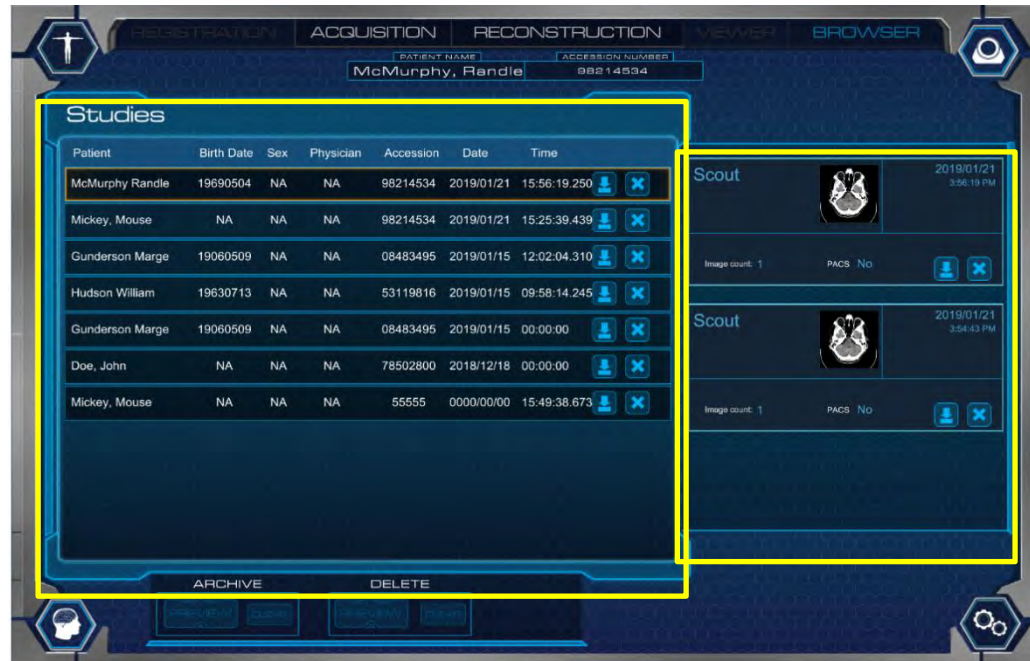 REGISTRATION ACQUISITION RECONSTRUCTION VIEWER BROWSER
PATIENT NAME ACCESSION NUMBER
McMurphy, Randle 98214534
Studies
Patient Birth Date Sex Physician Accession Date Time
McMurphy Randle 19690504 NA NA 98214534 2019/01/21 15:56:19.250
Mickey, Mouse NA NA NA 98214534 2019/01/21 15:25:39.439
Gunderson Marge 19060509 NA NA 08483495 2019/01/15 12:02:04.310
Hudson William 19630713 NA NA 53119816 2019/01/15 09:58:14.245
Gunderson Marge 19060509 NA NA 08483495 2019/01/15 00:00:00
Doe, John NA NA NA 78502800 2018/12/18 00:00:00
Mickey, Mouse NA NA NA 55555 0000/00/00 15:49:38.673
Scout 2019/01/21
3:56:19 PM
Image count: 1 PACS No
Scout 2019/01/21
3:54:43 PM
Image count: 1 PACS No
ARCHIVE DELETE
PREVIEW PREVIEW